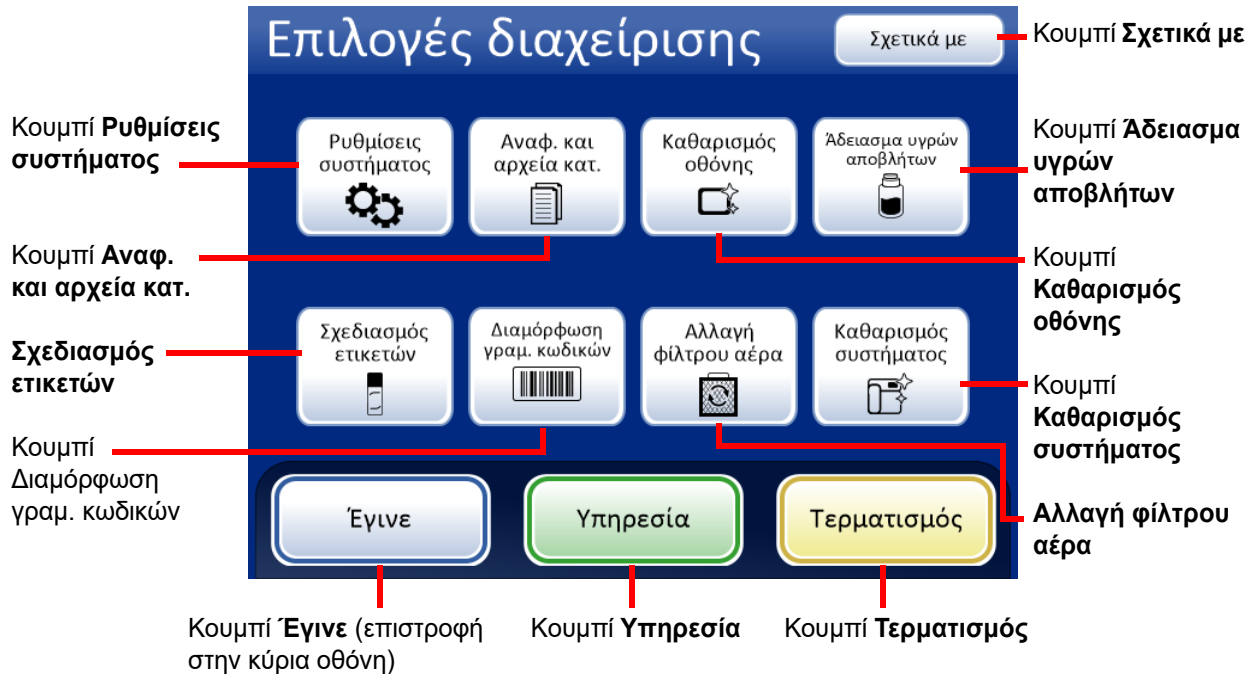 Επιλογές διαχείρισης
Σχετικά με
Κουμπί Σχετικά με
Κουμπί Ρυθμίσεις
συστήματος
Ρυθμίσεις
συστήματος
Αναφ. και
αρχεία κατ.
Καθαρισμός
οθόνης
Άδειασμα υγρών
αποβλήτων
Κουμπί Άδειασμα
υγρών
αποβλήτων
Κουμπί Αναφ.
και αρχεία κατ.
Κουμπί
Καθαρισμός
οθόνης
Σχεδιασμός
ετικετών
Σχεδιασμός
ετικετών
Διαμόρφωση
γραμ. κωδικών
Αλλαγή
φίλτρου αέρα
Καθαρισμός
συστήματος
Κουμπί
Καθαρισμός
συστήματος
Κουμπί
Διαμόρφωση
γραμ. κωδικών
Έγινε
Υπηρεσία
Τερματισμός
Αλλαγή φίλτρου
αέρα
Κουμπί Έγινε (επιστροφή
στην κύρια οθόνη)
Κουμπί Υπηρεσία
Κουμπί Τερματισμός